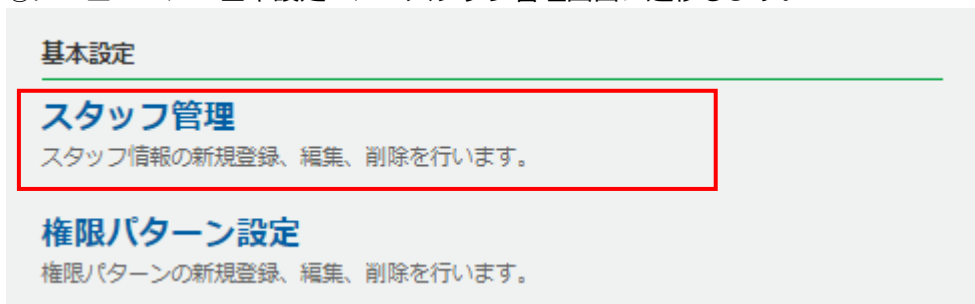 基本設定
スタッフ管理
スタッフ情報の新規登録、編集、削除を行います。
権限パターン設定
権限パターンの新規登録、編集、削除を行います。